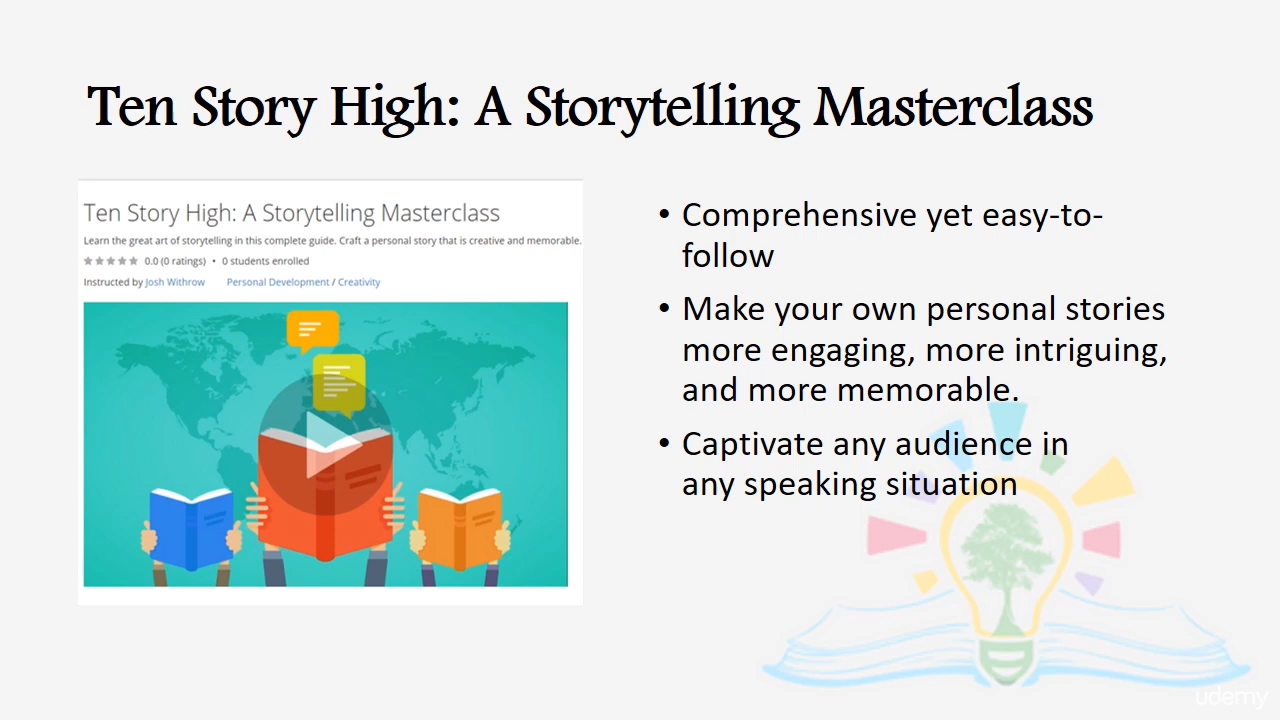 Ten Story High: A Storytelling Masterclass
Ten Story High: A Storytelling Masterclass
Learn the great art of storytelling in this complete guide. Craft a personal story that is creative and memorable.
0.0 (0 ratings) • 0 students enrolled
Instructed by Josh Withrow Personal Development / Creativity
• Comprehensive yet easy-to-
follow
• Make your own personal stories
more engaging, more intriguing,
and more memorable.
• Captivate any audience in
any speaking situation
udemy